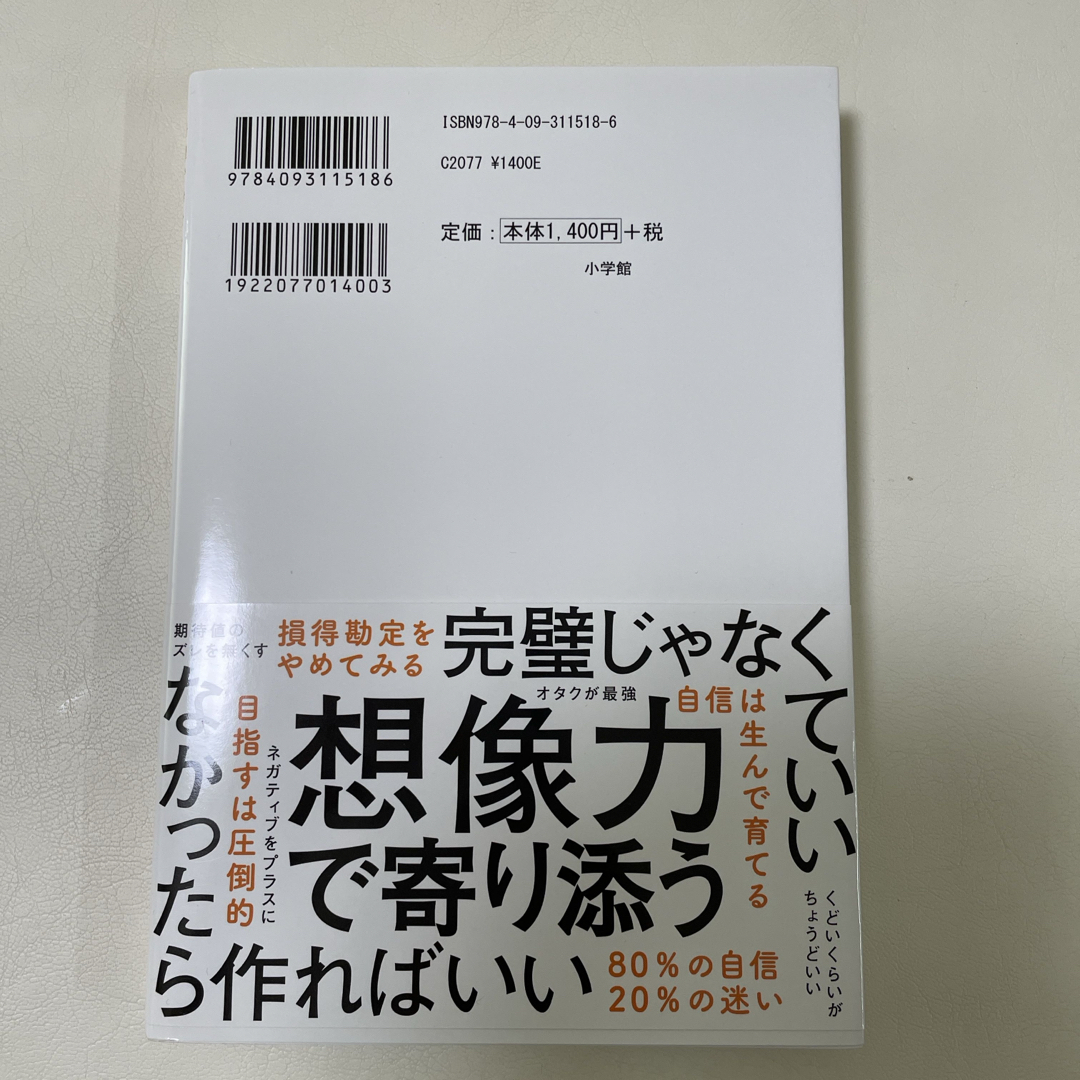 ISBN978-4-09-311518-6
9784093115186
C2077 ¥1400E
定価：本体1,400円＋税
1922077014003
小学館
期待値の
ズレを無くす
損得勘定を
やめてみる
完璧じゃなくていい
オタクが最強
自信は生んで育てる
想像力
で寄り添う
ネガティブをプラスに
目指すは圧倒的
なかったら作ればいい
80%の自信
20%の迷い
くどいくらいが
ちょうどいい